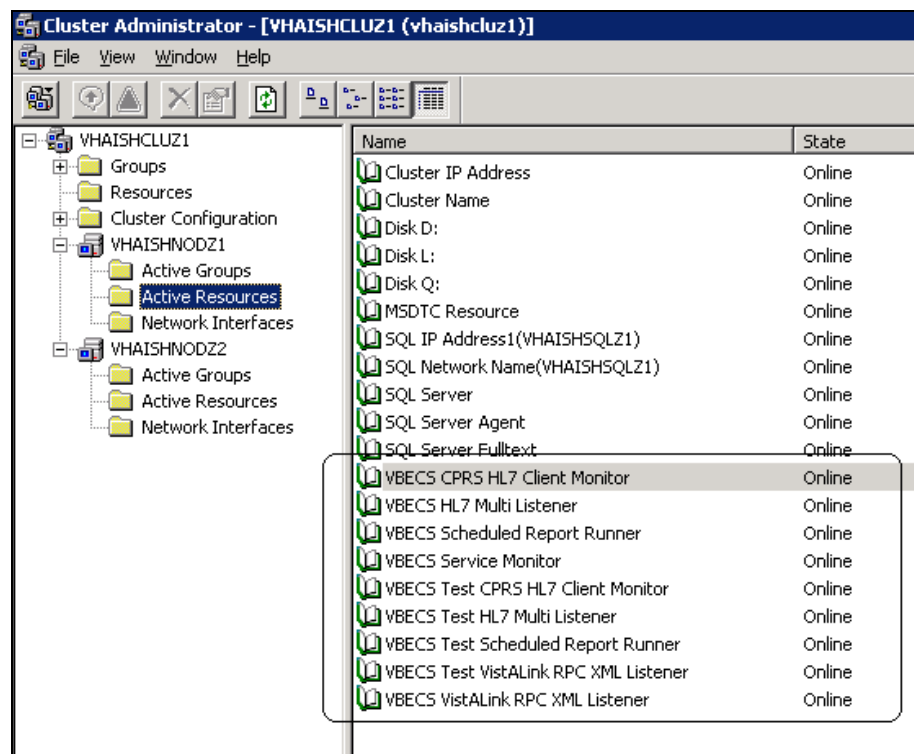 Cluster Administrator - [VHAISHCLUZ1 (vhaishcluz1)]
File View Window Help
VHAISHCLUZ1
Groups
Resources
Cluster Configuration
VHAISHNODZ1
Active Groups
Active Resources
Network Interfaces
VHAISHNODZ2
Active Groups
Active Resources
Network Interfaces
Name State
Cluster IP Address Online
Cluster Name Online
Disk D: Online
Disk L: Online
Disk Q: Online
MSDTC Resource Online
SQL IP Address1(VHAISHSQLZ1) Online
SQL Network Name(VHAISHSQLZ1) Online
SQL Server Online
SQL Server Agent Online
SQL Server Fulltext Online
VBECS CPRS HL7 Client Monitor Online
VBECS HL7 Multi Listener Online
VBECS Scheduled Report Runner Online
VBECS Service Monitor Online
VBECS Test CPRS HL7 Client Monitor Online
VBECS Test HL7 Multi Listener Online
VBECS Test Scheduled Report Runner Online
VBECS Test VistALink RPC XML Listener Online
VBECS VistALink RPC XML Listener Online